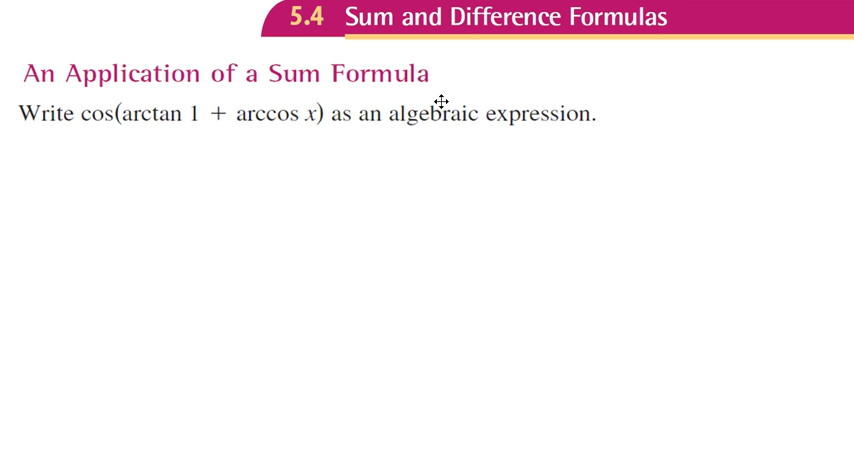 5.4 Sum and Difference Formulas
An Application of a Sum Formula
Write cos(arctan 1 + arccos x) as an algebraic expression.